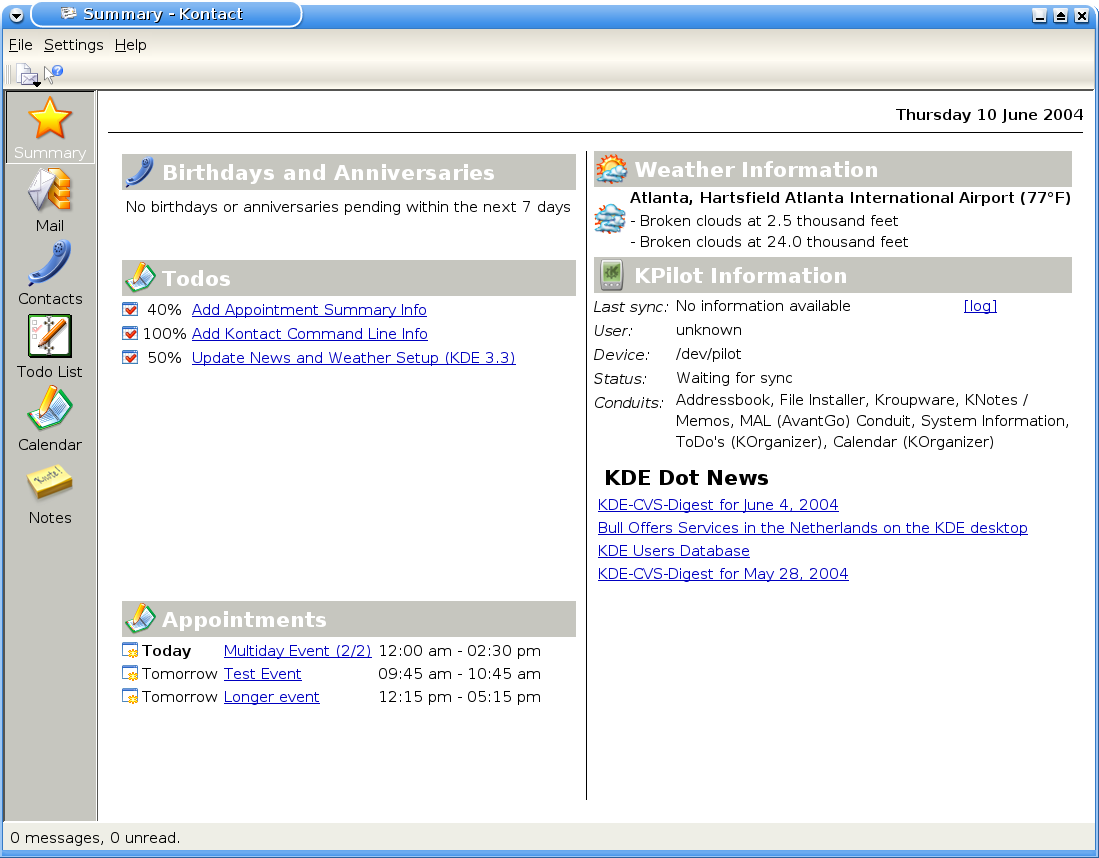 Summary - Kontact
File Settings Help
Thursday 10 June 2004
Summary
Mail
Contacts
Todo List
Calendar
Notes
Birthdays and Anniversaries
No birthdays or anniversaries pending within the next 7 days
Todos
40% Add Appointment Summary Info
100% Add Kontact Command Line Info
50% Update News and Weather Setup (KDE 3.3)
Appointments
Today Multiday Event (2/2) 12:00 am - 02:30 pm
Tomorrow Test Event 09:45 am - 10:45 am
Tomorrow Longer event 12:15 pm - 05:15 pm
Weather Information
Atlanta, Hartsfield Atlanta International Airport (77°F)
- Broken clouds at 2.5 thousand feet
- Broken clouds at 24.0 thousand feet
KPilot Information
Last sync: No information available [log]
User: unknown
Device: /dev/pilot
Status: Waiting for sync
Conduits: Addressbook, File Installer, Kroupware, KNotes /
Memos, MAL (AvantGo) Conduit, System Information,
ToDo's (KOrganizer), Calendar (KOrganizer)
KDE Dot News
KDE-CVS-Digest for June 4, 2004
Bull Offers Services in the Netherlands on the KDE desktop
KDE Users Database
KDE-CVS-Digest for May 28, 2004
0 messages, 0 unread.